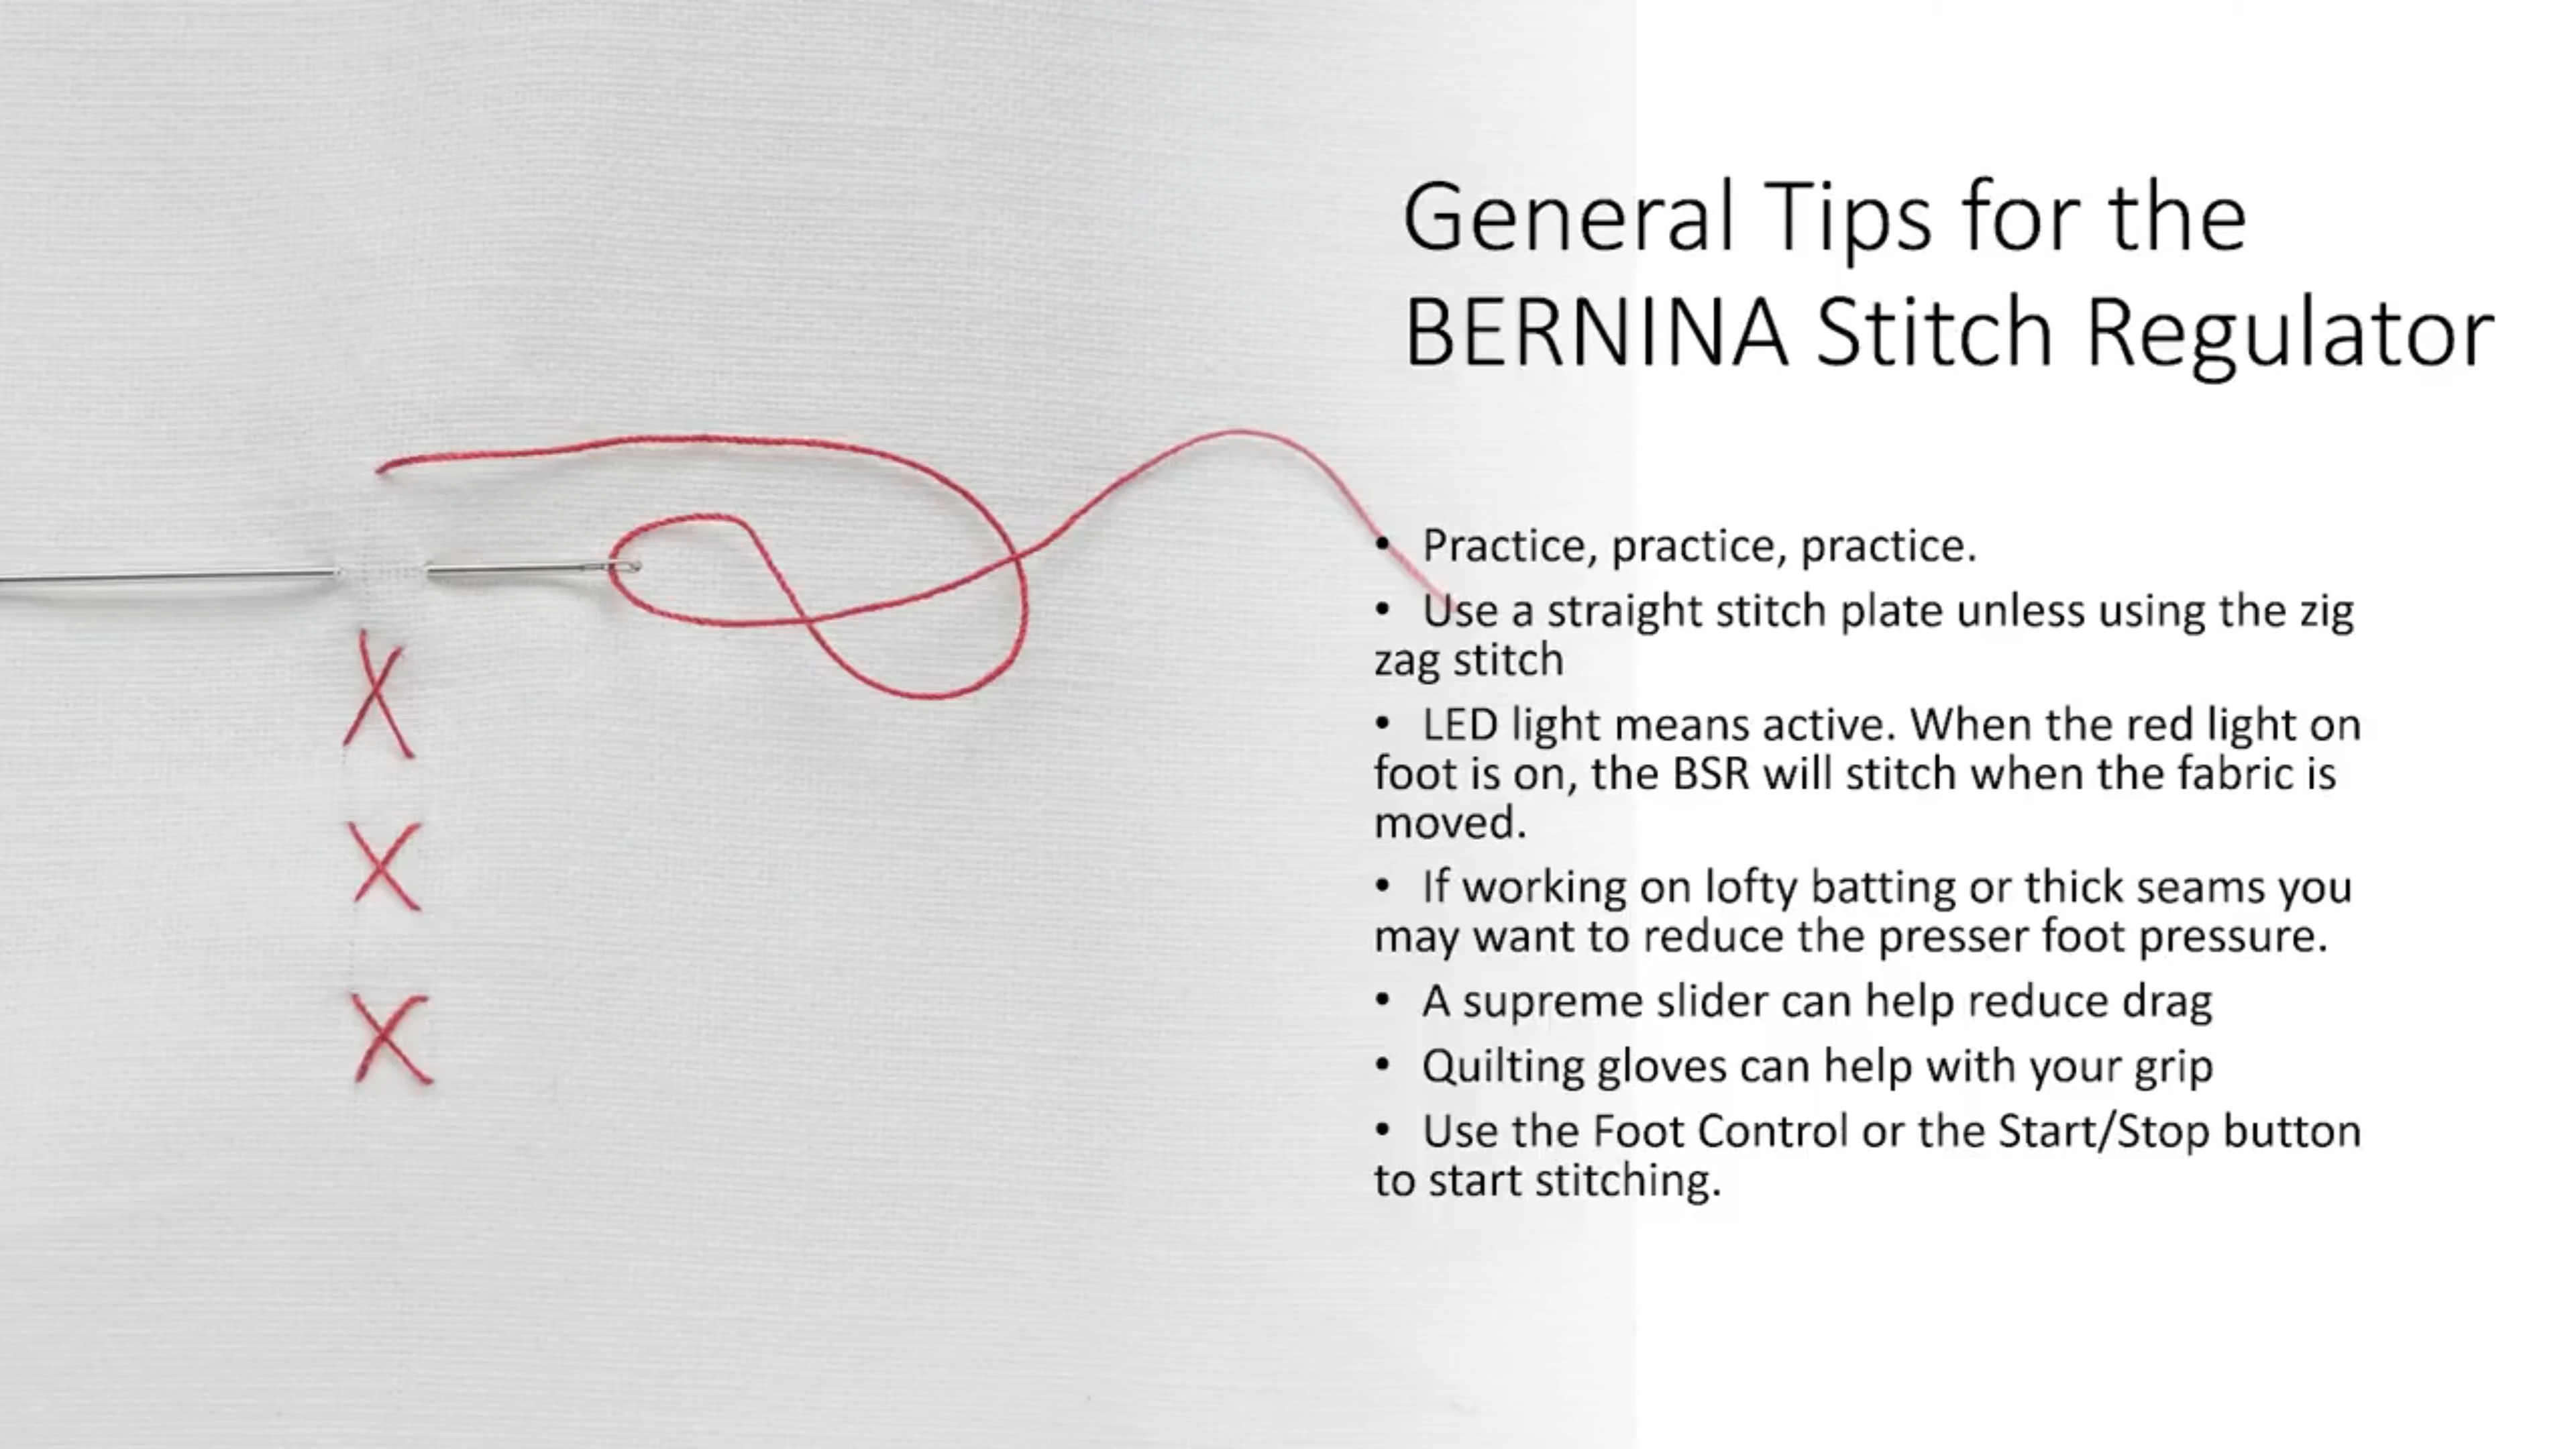 General Tips for the
BERNINA Stitch Regulator
• Practice, practice, practice.
• Use a straight stitch plate unless using the zig
zag stitch
• LED light means active. When the red light on
foot is on, the BSR will stitch when the fabric is
moved.
• If working on lofty batting or thick seams you
may want to reduce the presser foot pressure.
• A supreme slider can help reduce drag
• Quilting gloves can help with your grip
• Use the Foot Control or the Start/Stop button
to start stitching.